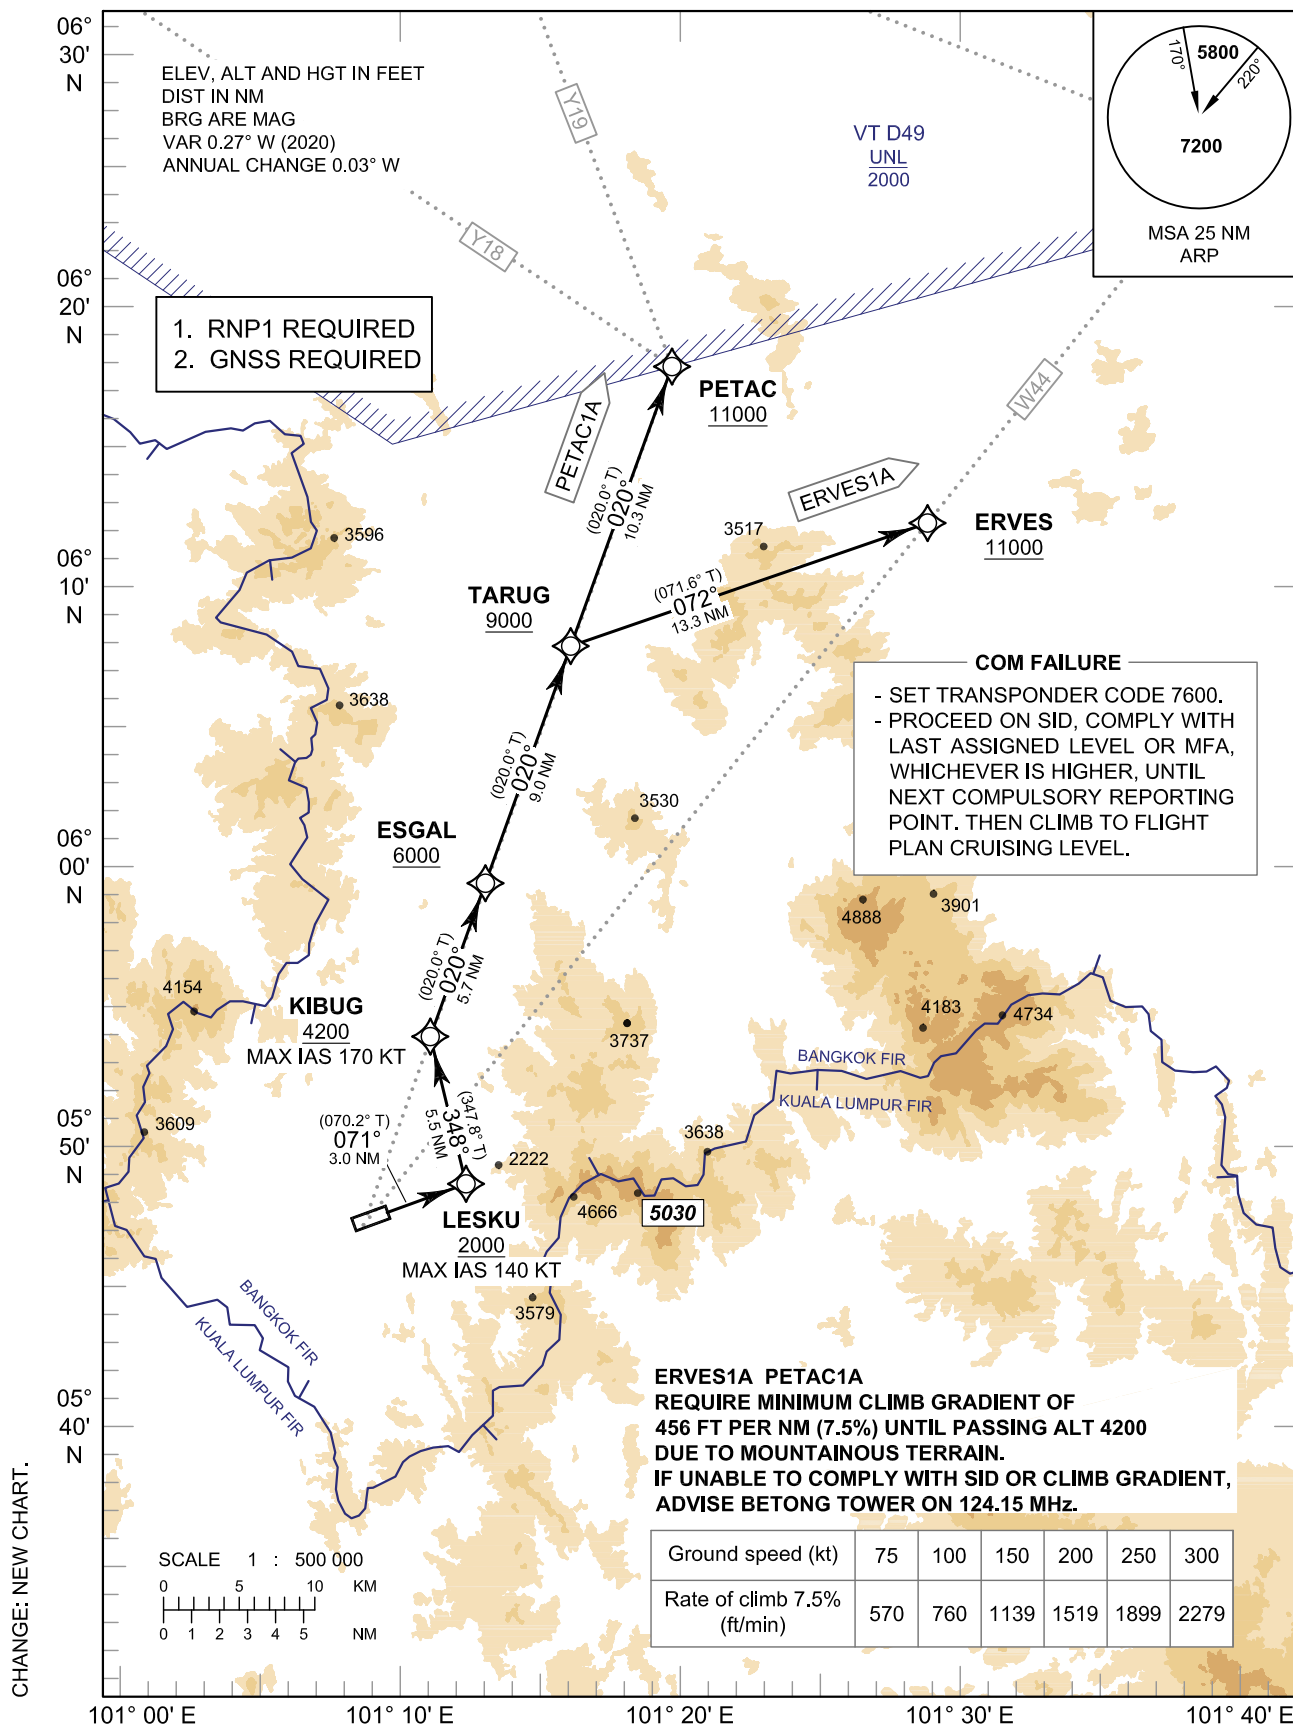 06°
30'
N
ELEV, ALT AND HGT IN FEET
DIST IN NM
BRG ARE MAG
VAR 0.27° W (2020)
ANNUAL CHANGE 0.03° W
Y19
Y18
VT D49
UNL
2000
170°
5800
220°
7200
MSA 25 NM
ARP
06°
20'
N
1. RNP1 REQUIRED
2. GNSS REQUIRED
PETAC
11000
PETAC1A
W44
ERVES1A
ERVES
11000
(020.0° T)
020°
10.3 NM
3596
3517
06°
10'
N
TARUG
9000
(071.6° T)
072°
13.3 NM
3638
COM FAILURE
- SET TRANSPONDER CODE 7600.
- PROCEED ON SID, COMPLY WITH
LAST ASSIGNED LEVEL OR MFA,
WHICHEVER IS HIGHER, UNTIL
NEXT COMPULSORY REPORTING
POINT. THEN CLIMB TO FLIGHT
PLAN CRUISING LEVEL.
(020.0° T)
020°
9.0 NM
3530
ESGAL
6000
06°
00'
N
4888
3901
(020.0° T)
020°
5.7 NM
4154
KIBUG
4200
MAX IAS 170 KT
3737
4183
4734
BANGKOK FIR
KUALA LUMPUR FIR
05°
50'
N
3609
(070.2° T)
071°
3.0 NM
(347.8° T)
348°
5.5 NM
2222
3638
4666
5030
LESKU
2000
MAX IAS 140 KT
3579
BANGKOK FIR
KUALA LUMPUR FIR
05°
40'
N
ERVES1A PETAC1A
REQUIRE MINIMUM CLIMB GRADIENT OF
456 FT PER NM (7.5%) UNTIL PASSING ALT 4200
DUE TO MOUNTAINOUS TERRAIN.
IF UNABLE TO COMPLY WITH SID OR CLIMB GRADIENT,
ADVISE BETONG TOWER ON 124.15 MHz.
Ground speed (kt) 75 100 150 200 250 300
Rate of climb 7.5%
(ft/min) 570 760 1139 1519 1899 2279
SCALE 1 : 500 000
0 5 10 KM
0 1 2 3 4 5 NM
CHANGE: NEW CHART.
101° 00' E
101° 10' E
101° 20' E
101° 30' E
101° 40' E